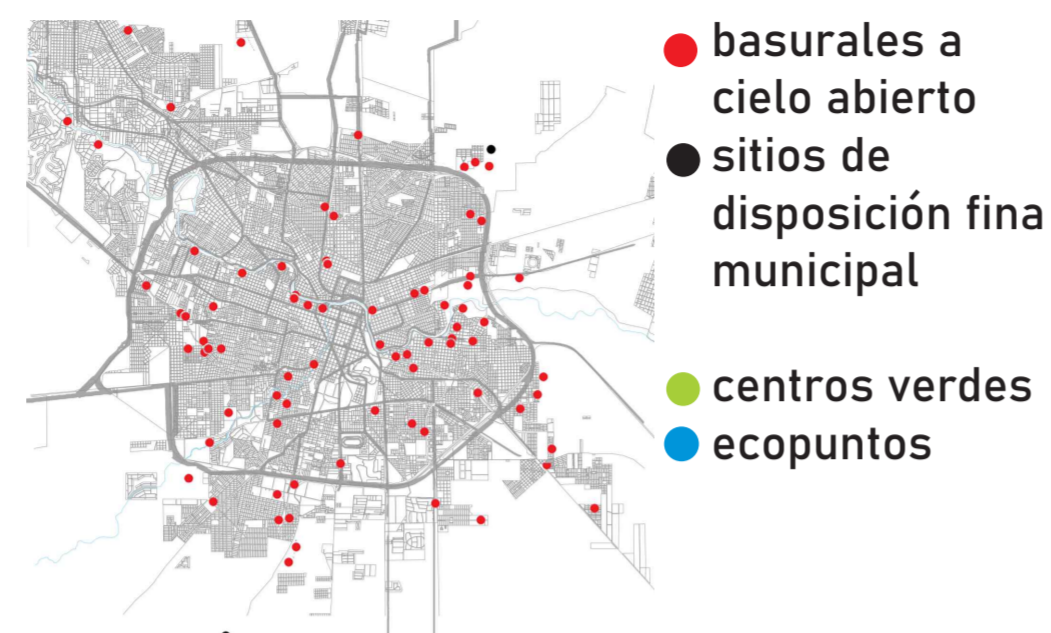 basurales a
cielo abierto
sitios de
disposición fina
municipal
centros verdes
ecopuntos